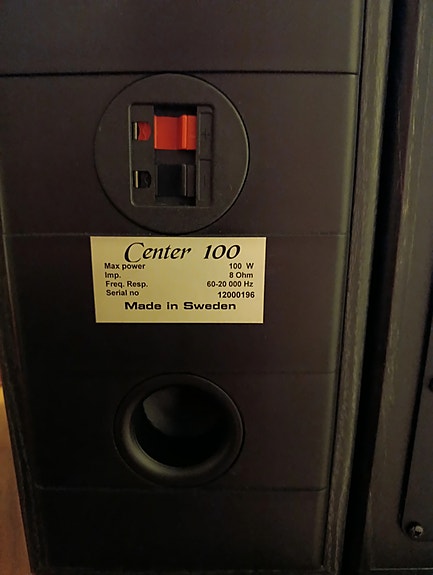 Center 100
Max power 100 W
Imp. 8 Ohm
Freq. Resp. 60-20 000 Hz
Serial no 12000196
Made in Sweden